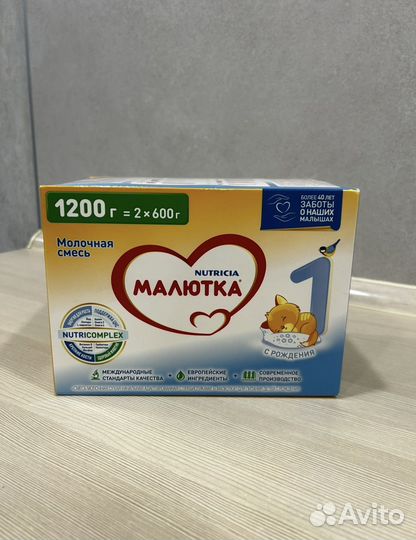 1200 г = 2 × 600 г
БОЛЕЕ 40 ЛЕТ
ЗАБОТЫ
О НАШИХ
МАЛЫШАХ
Молочная
смесь
NUTRICIA
МАЛЮТКА®
1
С РОЖДЕНИЯ
NUTRICOMPLEX
МЕЖДУНАРОДНЫЕ
СТАНДАРТЫ КАЧЕСТВА
ЕВРОПЕЙСКИЕ
ИНГРЕДИЕНТЫ
СОВРЕМЕННОЕ
ПРОИЗВОДСТВО
Avito